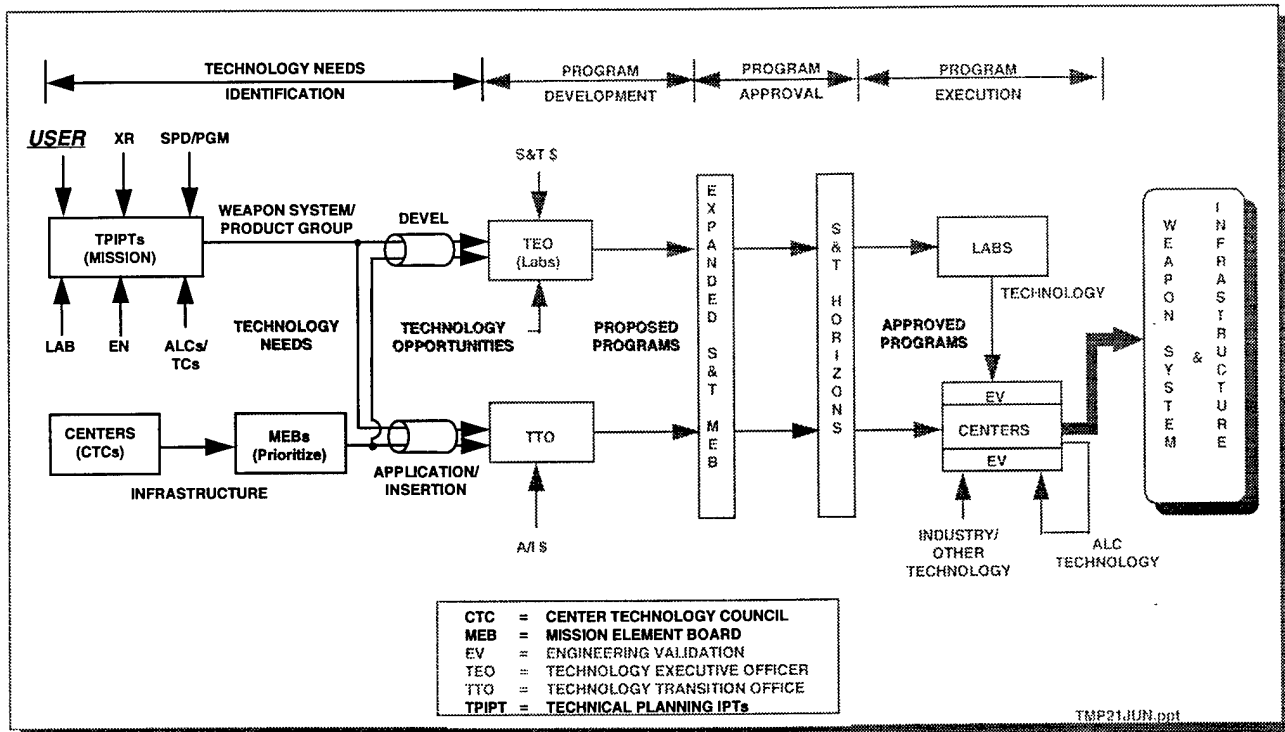 TECHNOLOGY NEEDS
IDENTIFICATION
PROGRAM
DEVELOPMENT
PROGRAM
APPROVAL
PROGRAM
EXECUTION
USER
XR
SPD/PGM
S&T $
WEAPON SYSTEM/
PRODUCT GROUP
DEVEL
TPIPTs
(MISSION)
TEO
(Labs)
EXPANDED S&T MEB
S&T HORIZONS
LABS
WEAPON SYSTEM
&
INFRASTRUCTURE
TECHNOLOGY
LAB
EN
ALCs/
TCs
TECHNOLOGY
NEEDS
TECHNOLOGY
OPPORTUNITIES
PROPOSED
PROGRAMS
APPROVED
PROGRAMS
EV
CENTERS
EV
CENTERS
(CTCs)
MEBs
(Prioritize)
TTO
INFRASTRUCTURE
APPLICATION/
INSERTION
A/I $
INDUSTRY/
OTHER
TECHNOLOGY
ALC
TECHNOLOGY
CTC = CENTER TECHNOLOGY COUNCIL
MEB = MISSION ELEMENT BOARD
EV = ENGINEERING VALIDATION
TEO = TECHNOLOGY EXECUTIVE OFFICER
TTO = TECHNOLOGY TRANSITION OFFICE
TPIPT = TECHNICAL PLANNING IPTs
TMP21JUN.ppt